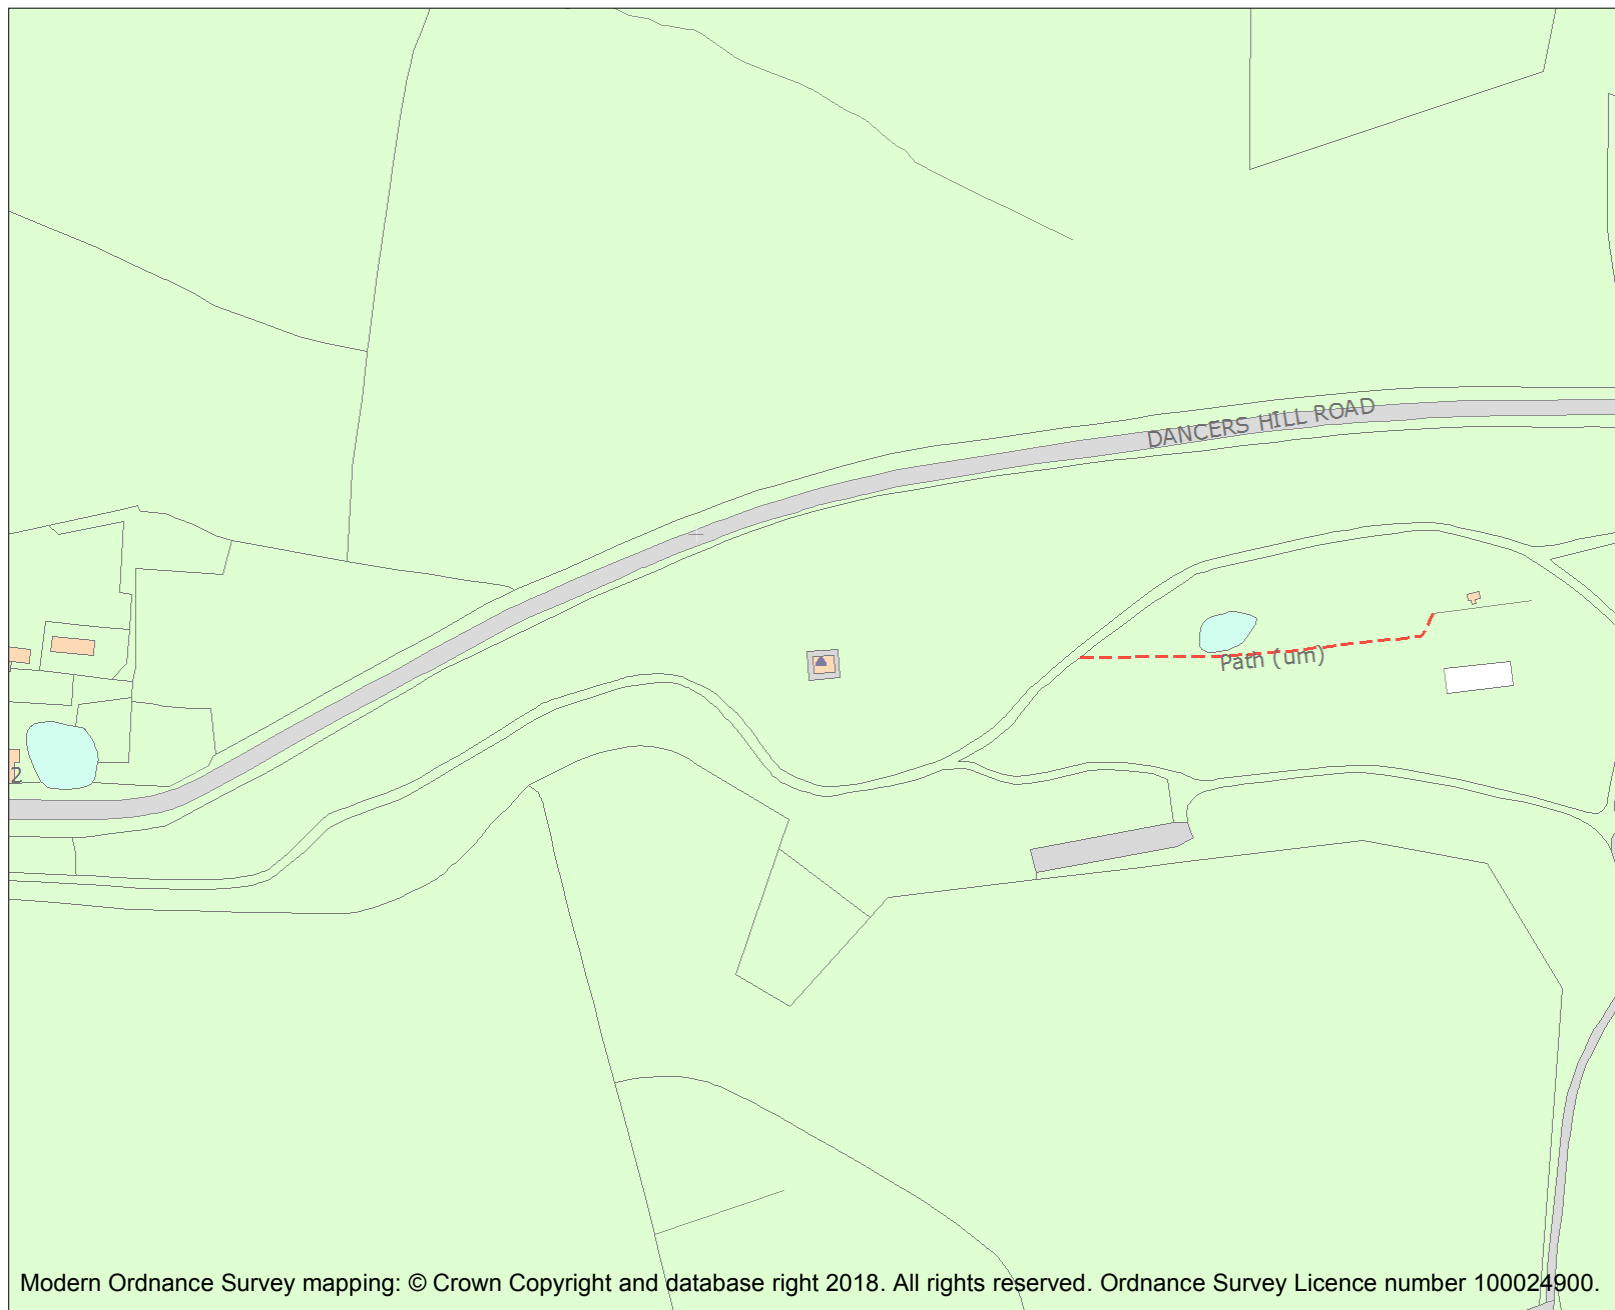 DANCERS HILL ROAD
Path (um)
2
Modern Ordnance Survey mapping: © Crown Copyright and database right 2018. All rights reserved. Ordnance Survey Licence number 100024900.